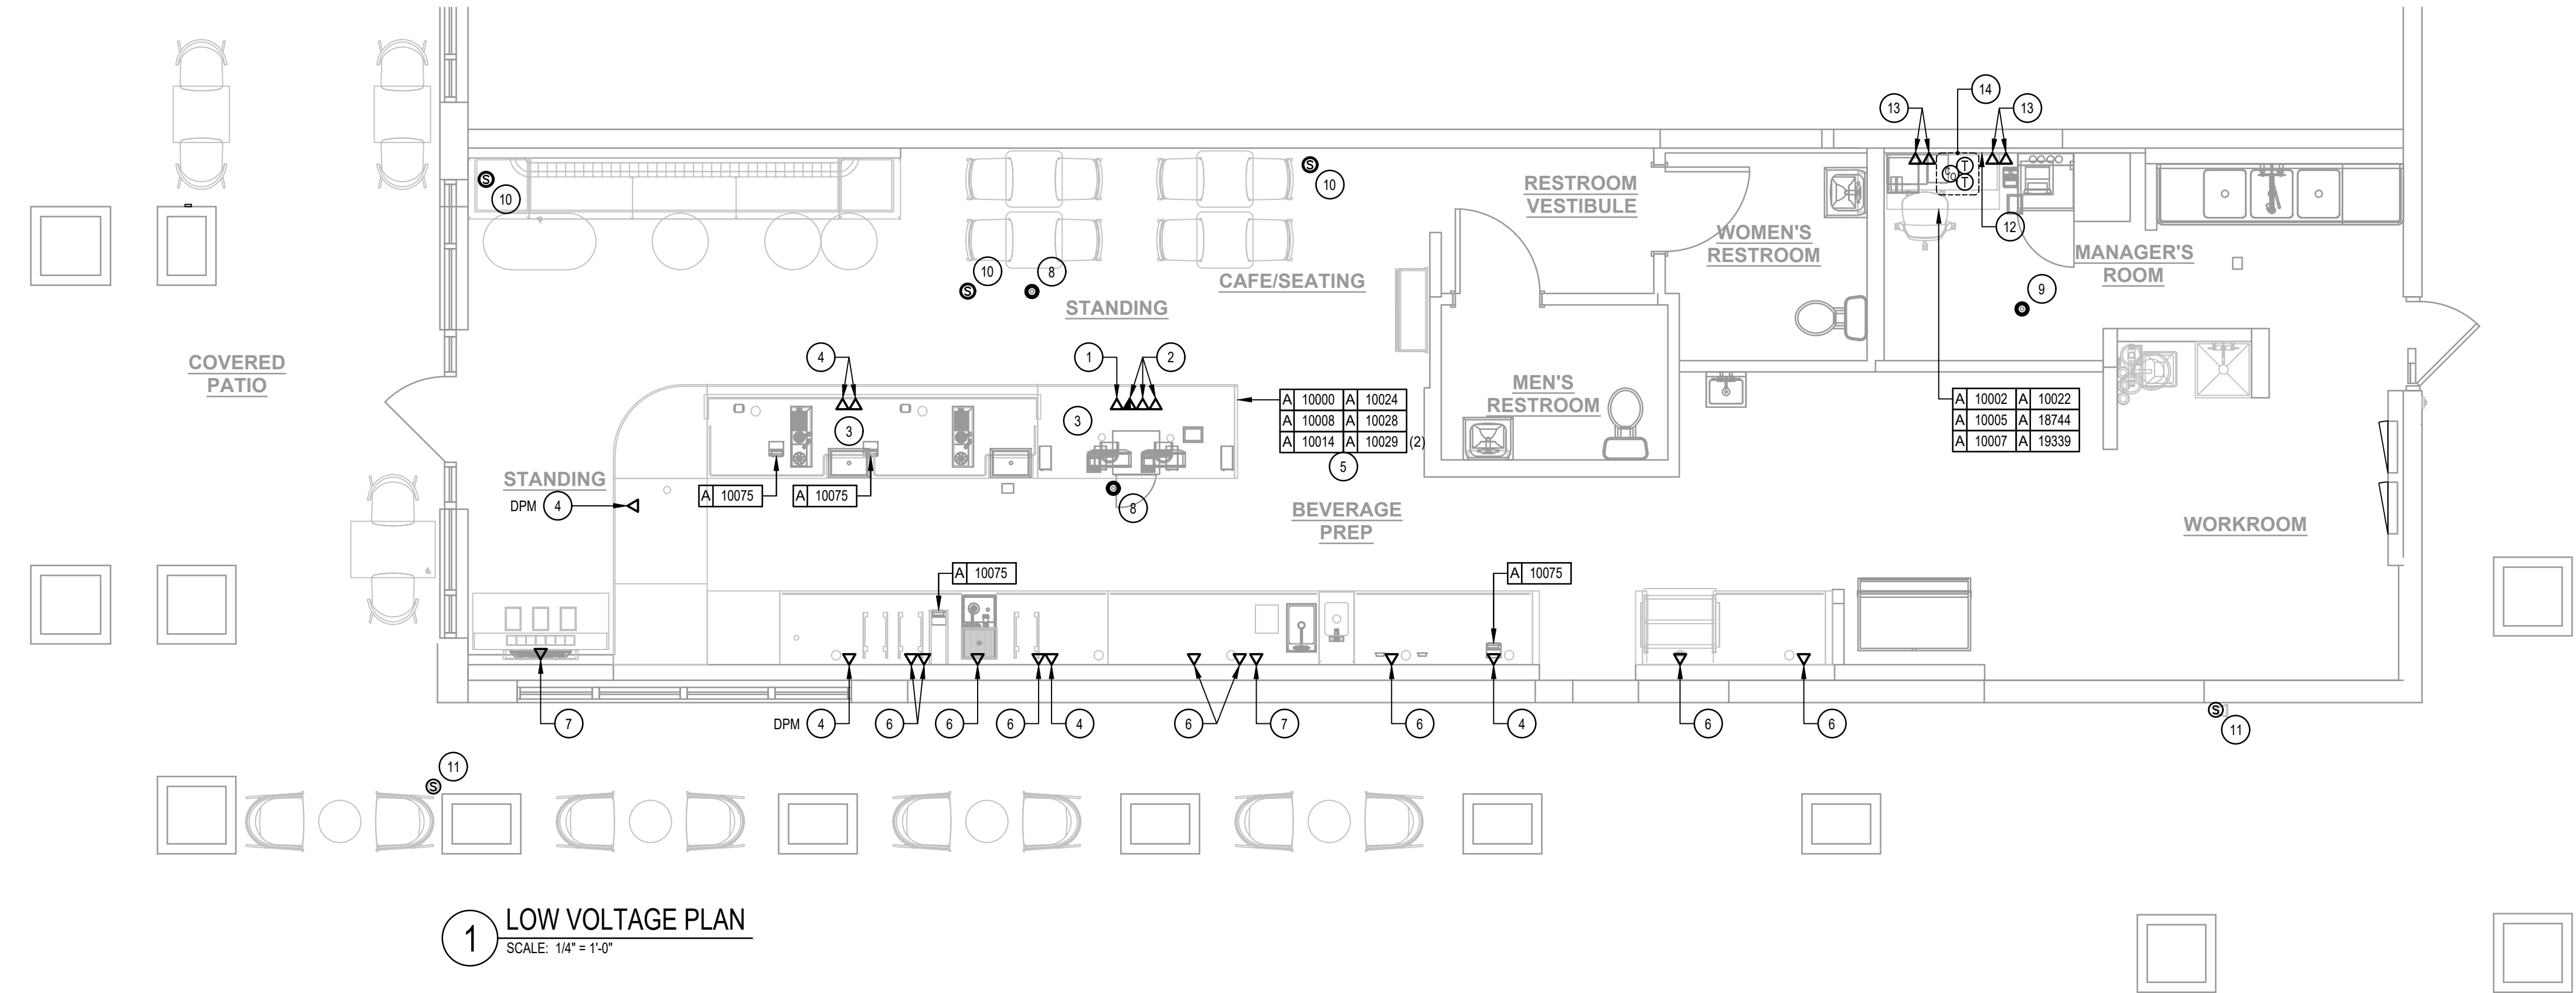 14
13
13
S
10
S
10
T
C
O
T
RESTROOM
VESTIBULE
WOMEN'S
RESTROOM
12
MANAGER'S
ROOM
10
8
S
CAFE/SEATING
STANDING
9
COVERED
PATIO
4
1
2
3
3
MEN'S
RESTROOM
A 10000 A 10024
A 10008 A 10028
A 10014 A 10029 (2)
5
A 10002 A 10022
A 10005 A 18744
A 10007 A 19339
STANDING
DPM 4
A 10075
A 10075
8
BEVERAGE
PREP
WORKROOM
A 10075
A 10075
7
DPM 4
6
6
6
4
6
7
6
4
6
6
S
11
11
S
1
LOW VOLTAGE PLAN
SCALE: 1/4" = 1'-0"